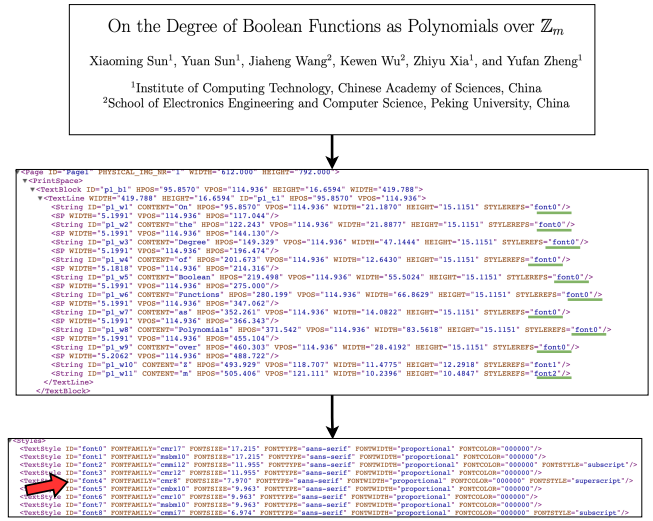 On the Degree of Boolean Functions as Polynomials over ℤm
Xiaoming Sun1, Yuan Sun1, Jiaheng Wang2, Kewen Wu2, Zhiyu Xia1, and Yufan Zheng1
1Institute of Computing Technology, Chinese Academy of Sciences, China
2School of Electronics Engineering and Computer Science, Peking University, China
<Page ID="Page1" PHYSICAL_IMG_NR="1" WIDTH="612.000" HEIGHT="792.000">
▼<PrintSpace>
▼<TextBlock ID="p1_b1" HPOS="95.8570" VPOS="114.936" HEIGHT="16.6594" WIDTH="419.788">
▼<TextLine WIDTH="419.788" HEIGHT="16.6594" ID="p1_t1" HPOS="95.8570" VPOS="114.936">
<String ID="p1_w1" CONTENT="On" HPOS="95.8570" VPOS="114.936" WIDTH="21.1870" HEIGHT="15.1151" STYLEREFS="font0"/>
<SP WIDTH="5.1991" VPOS="114.936" HPOS="117.044"/>
<String ID="p1_w2" CONTENT="the" HPOS="122.243" VPOS="114.936" WIDTH="21.8877" HEIGHT="15.1151" STYLEREFS="font0"/>
<SP WIDTH="5.1991" VPOS="114.936" HPOS="144.130"/>
<String ID="p1_w3" CONTENT="Degree" HPOS="149.329" VPOS="114.936" WIDTH="47.1444" HEIGHT="15.1151" STYLEREFS="font0"/>
<SP WIDTH="5.1991" VPOS="114.936" HPOS="196.474"/>
<String ID="p1_w4" CONTENT="of" HPOS="201.673" VPOS="114.936" WIDTH="12.6430" HEIGHT="15.1151" STYLEREFS="font0"/>
<SP WIDTH="5.1818" VPOS="114.936" HPOS="214.316"/>
<String ID="p1_w5" CONTENT="Boolean" HPOS="219.498" VPOS="114.936" WIDTH="55.5024" HEIGHT="15.1151" STYLEREFS="font0"/>
<SP WIDTH="5.1991" VPOS="114.936" HPOS="275.000"/>
<String ID="p1_w6" CONTENT="Functions" HPOS="280.199" VPOS="114.936" WIDTH="66.8629" HEIGHT="15.1151" STYLEREFS="font0"/>
<SP WIDTH="5.1991" VPOS="114.936" HPOS="347.062"/>
<String ID="p1_w7" CONTENT="as" HPOS="352.261" VPOS="114.936" WIDTH="14.0822" HEIGHT="15.1151" STYLEREFS="font0"/>
<SP WIDTH="5.1991" VPOS="114.936" HPOS="366.343"/>
<String ID="p1_w8" CONTENT="Polynomials" HPOS="371.542" VPOS="114.936" WIDTH="83.5618" HEIGHT="15.1151" STYLEREFS="font0"/>
<SP WIDTH="5.1991" VPOS="114.936" HPOS="455.104"/>
<String ID="p1_w9" CONTENT="over" HPOS="460.303" VPOS="114.936" WIDTH="28.4192" HEIGHT="15.1151" STYLEREFS="font0"/>
<SP WIDTH="5.2062" VPOS="114.936" HPOS="488.722"/>
<String ID="p1_w10" CONTENT="Z" HPOS="493.929" VPOS="118.707" WIDTH="11.4775" HEIGHT="12.2918" STYLEREFS="font1"/>
<String ID="p1_w11" CONTENT="m" HPOS="505.406" VPOS="121.111" WIDTH="10.2396" HEIGHT="10.4847" STYLEREFS="font2"/>
</TextLine>
</TextBlock>
▼<Styles>
<TextStyle ID="font0" FONTFAMILY="cmr17" FONTSIZE="17.215" FONTTYPE="sans-serif" FONTWIDTH="proportional" FONTCOLOR="000000"/>
<TextStyle ID="font1" FONTFAMILY="msbm10" FONTSIZE="17.215" FONTTYPE="sans-serif" FONTWIDTH="proportional" FONTCOLOR="000000"/>
<TextStyle ID="font2" FONTFAMILY="cmmi12" FONTSIZE="11.955" FONTTYPE="sans-serif" FONTWIDTH="proportional" FONTCOLOR="000000" FONTSTYLE="subscript"/>
<TextStyle ID="font3" FONTFAMILY="cmr12" FONTSIZE="11.955" FONTTYPE="sans-serif" FONTWIDTH="proportional" FONTCOLOR="000000"/>
ID="font4" FONTFAMILY="cmr8" FONTSIZE="7.970" FONTTYPE="sans-serif" FONTWIDTH="proportional" FONTCOLOR="000000" FONTSTYLE="superscript"/>
ID="font5" FONTFAMILY="cmbx10" FONTSIZE="9.963" FONTTYPE="sans-serif" FONTWIDTH="proportional" FONTCOLOR="000000"/>
<TextStyle ID="font6" FONTFAMILY="cmr10" FONTSIZE="9.963" FONTTYPE="sans-serif" FONTWIDTH="proportional" FONTCOLOR="000000"/>
<TextStyle ID="font7" FONTFAMILY="msbm10" FONTSIZE="9.963" FONTTYPE="sans-serif" FONTWIDTH="proportional" FONTCOLOR="000000"/>
<TextStyle ID="font8" FONTFAMILY="cmmi7" FONTSIZE="6.974" FONTTYPE="sans-serif" FONTWIDTH="proportional" FONTCOLOR="000000" FONTSTYLE="subscript"/>